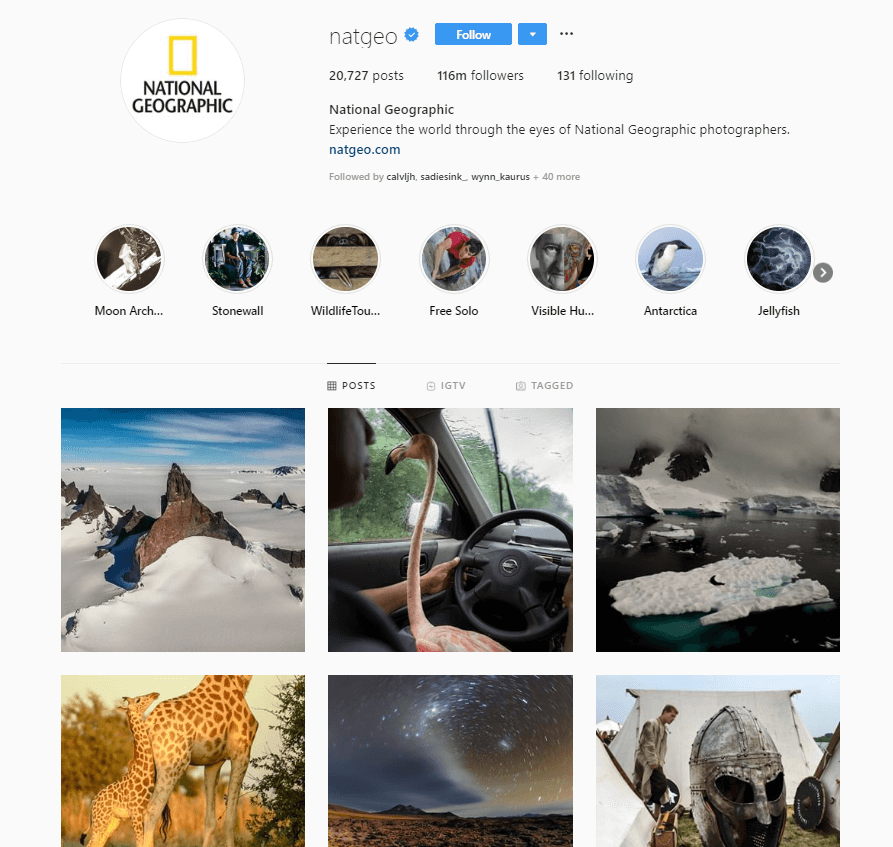 NATIONAL
GEOGRAPHIC
natgeo
Follow
20,727 posts 116m followers 131 following
National Geographic
Experience the world through the eyes of National Geographic photographers.
natgeo.com
Followed by calvljh, sadiesink_, wynn_kaurus + 40 more
Moon Arch... Stonewall WildlifeTou... Free Solo Visible Hu... Antarctica Jellyfish
POSTS IGTV TAGGED